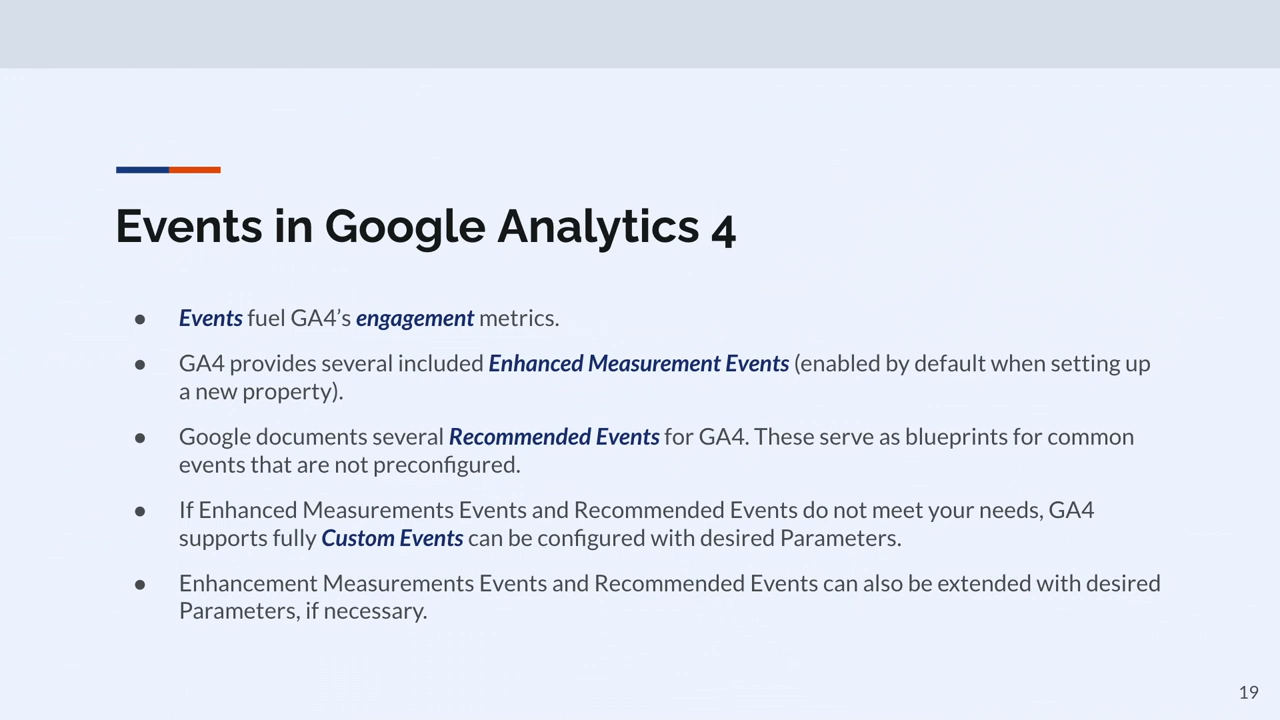 Events in Google Analytics 4
● Events fuel GA4’s engagement metrics.
● GA4 provides several included Enhanced Measurement Events (enabled by default when setting up
a new property).
● Google documents several Recommended Events for GA4. These serve as blueprints for common
events that are not preconfigured.
● If Enhanced Measurements Events and Recommended Events do not meet your needs, GA4
supports fully Custom Events can be configured with desired Parameters.
● Enhancement Measurements Events and Recommended Events can also be extended with desired
Parameters, if necessary.
19